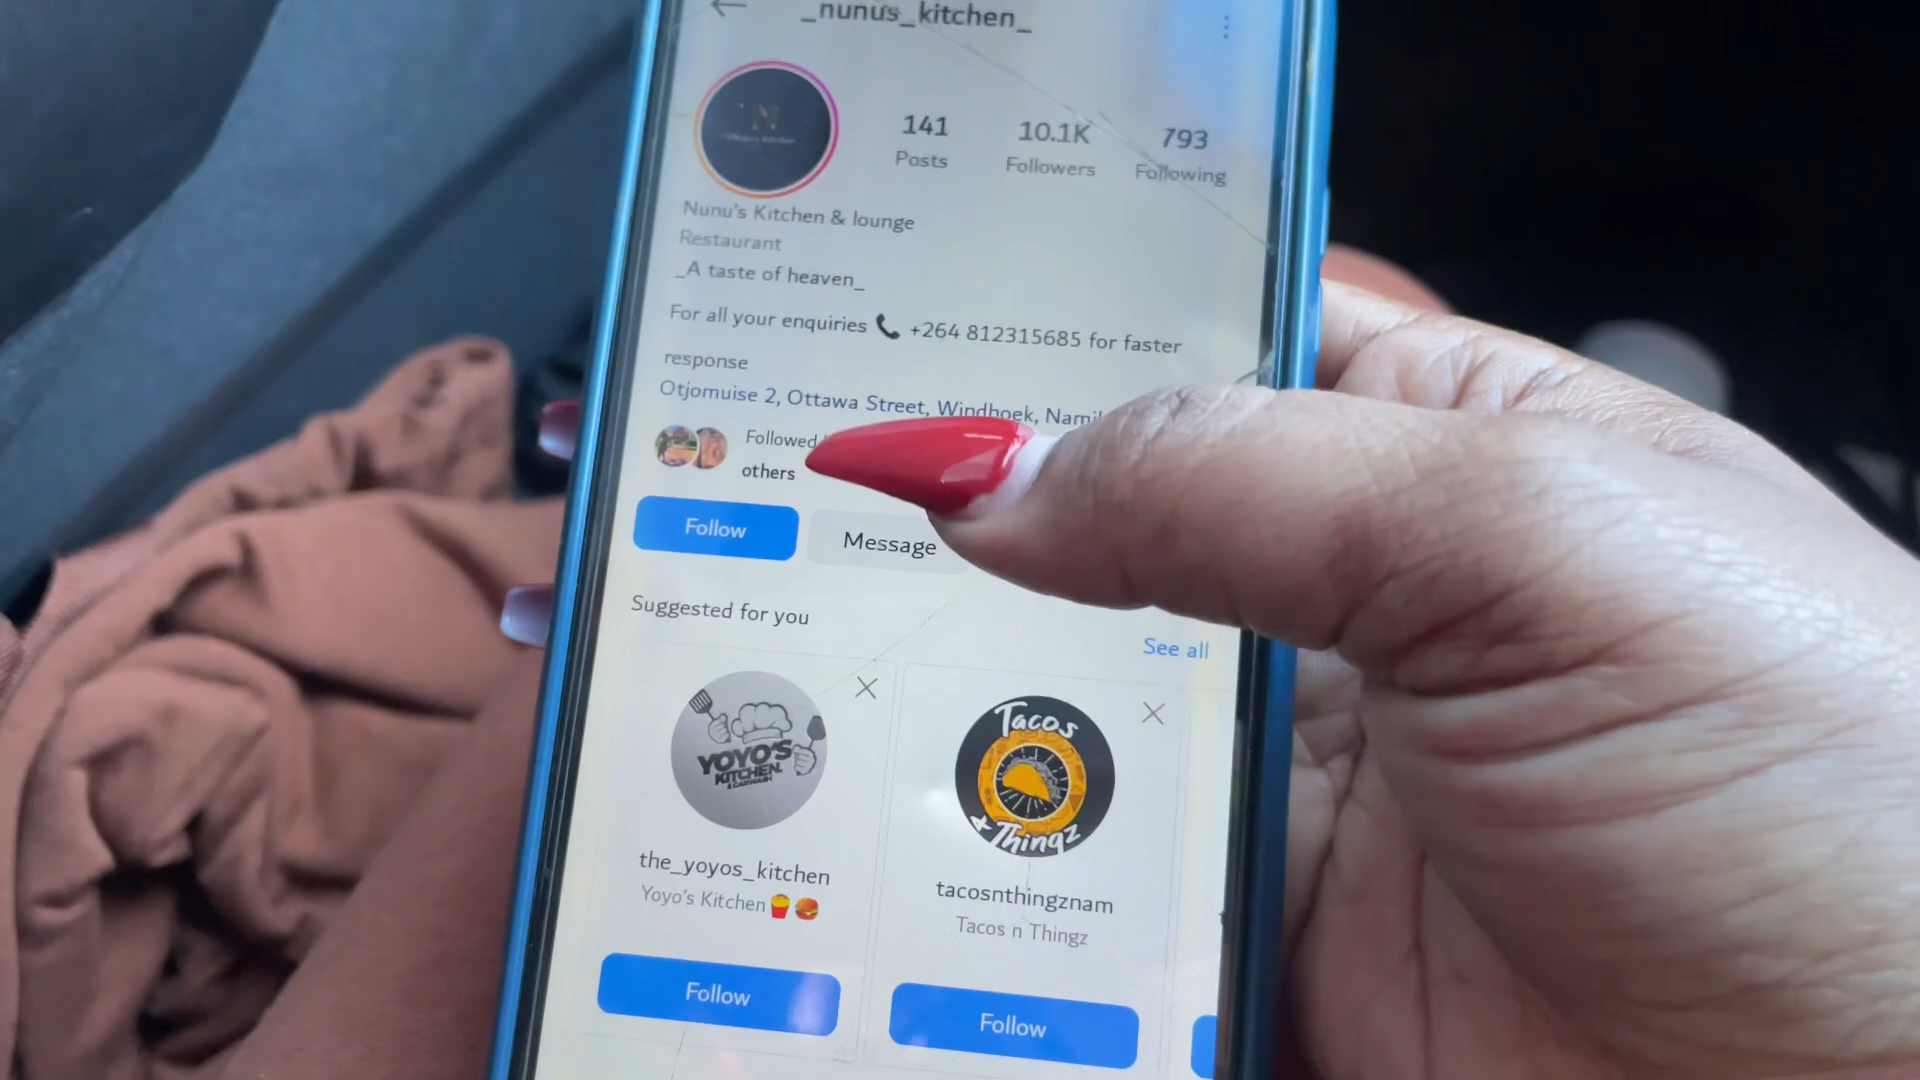 _nunus_kitchen_
141
Posts
10.1K
Followers
793
Following
N
Nunu's Kitchen & lounge
Restaurant
_A taste of heaven_
For all your enquiries 📞 +264 812315685 for faster
response
Otjomuise 2, Ottawa Street, Windhoek,
Followed
others
Follow
Message
Suggested for you
See all
YOYO'S
KITCHEN
& CARWASH
Tacos
& Thingz
the_yoyos_kitchen
Yoyo's Kitchen🍟🍔
tacosnthingznam
Tacos n Thingz
Follow
Follow